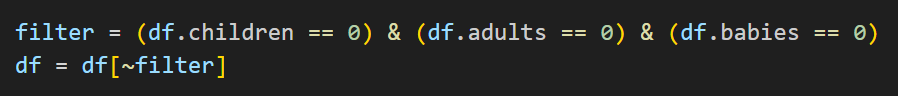 filter = (df.children == 0) & (df.adults == 0) & (df.babies == 0)
df = df[~filter]